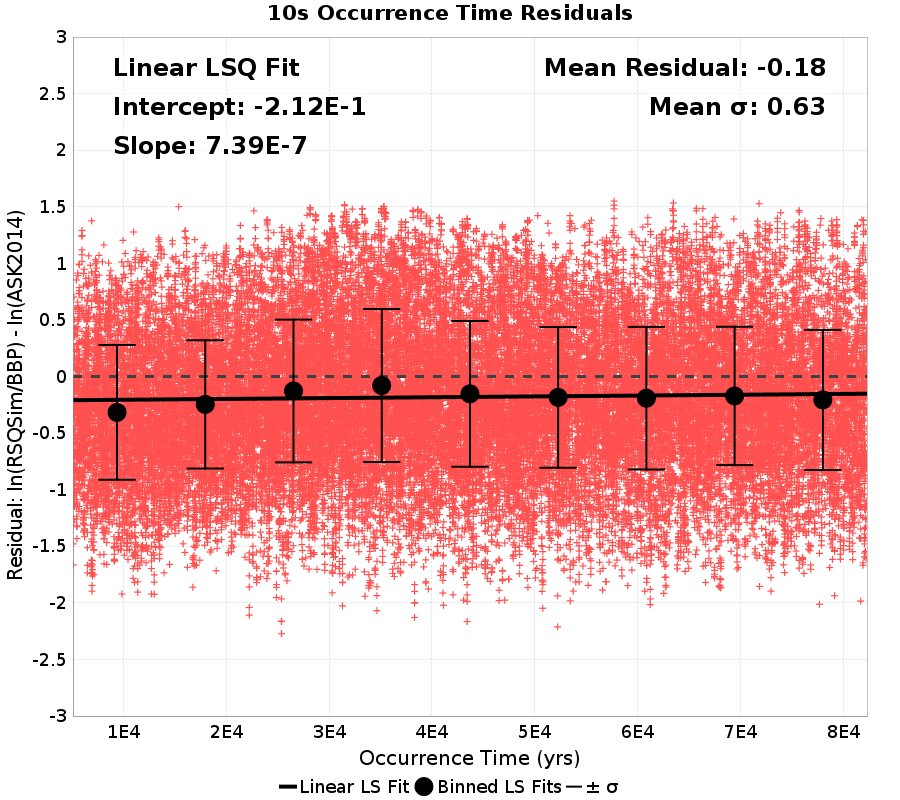 10s Occurrence Time Residuals
Linear LSQ Fit
Intercept: -2.12E-1
Slope: 7.39E-7
Mean Residual: -0.18
Mean σ: 0.63
Residual: ln(RSQSim/BBP) - ln(ASK2014)
3
2.5
2
1.5
1
0.5
0
-0.5
-1
-1.5
-2
-2.5
-3
1E4 2E4 3E4 4E4 5E4 6E4 7E4 8E4
Occurrence Time (yrs)
Linear LS Fit Binned LS Fits ± σ